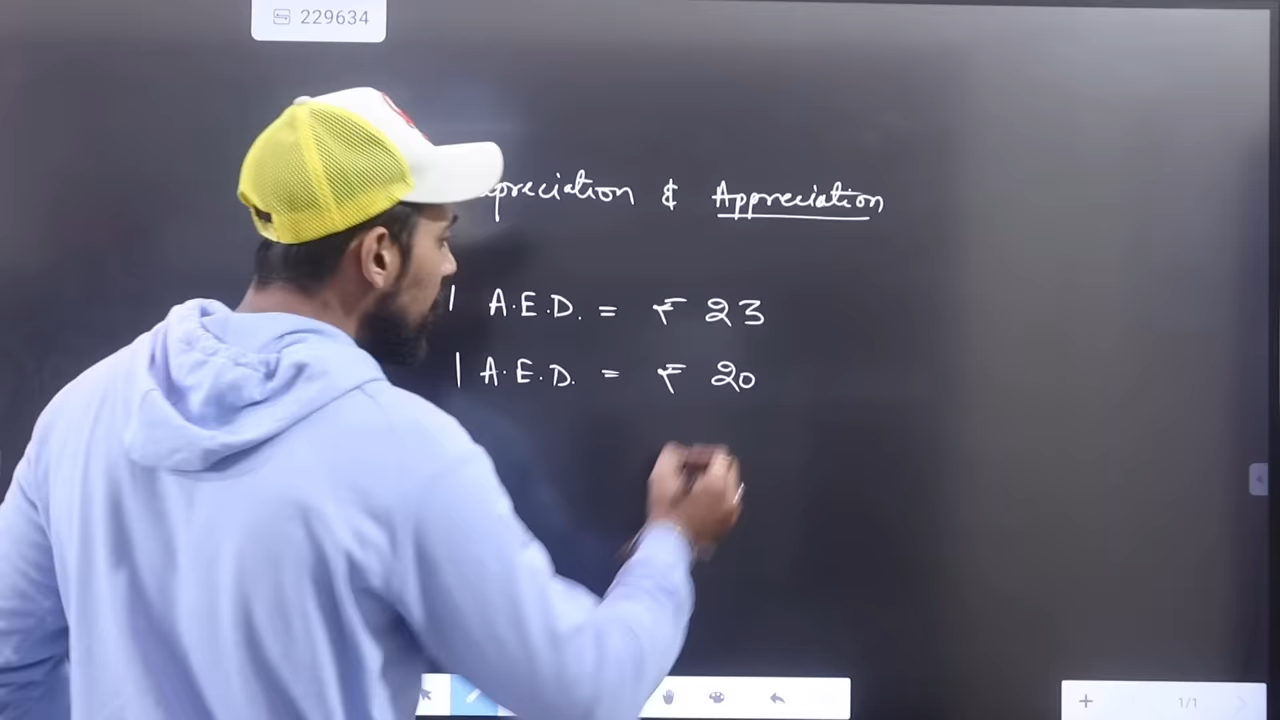 229634
preciation & Appreciation
1 A.E.D. = ₹ 23
1 A.E.D. = ₹ 20
1/1